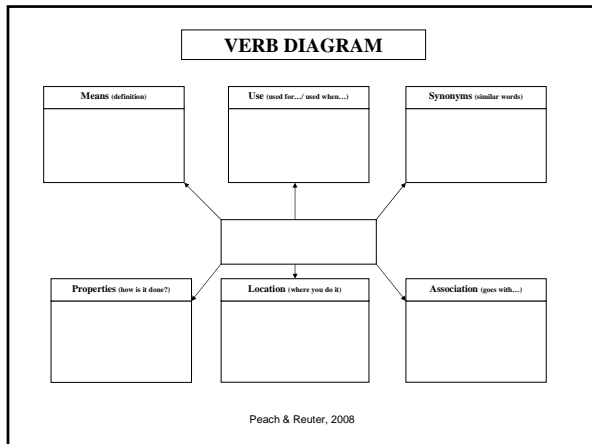 VERB DIAGRAM
Means (definition)
Use (used for…/ used when…)
Synonyms (similar words)
Properties (how is it done?)
Location (where you do it)
Association (goes with…)
Peach & Reuter, 2008